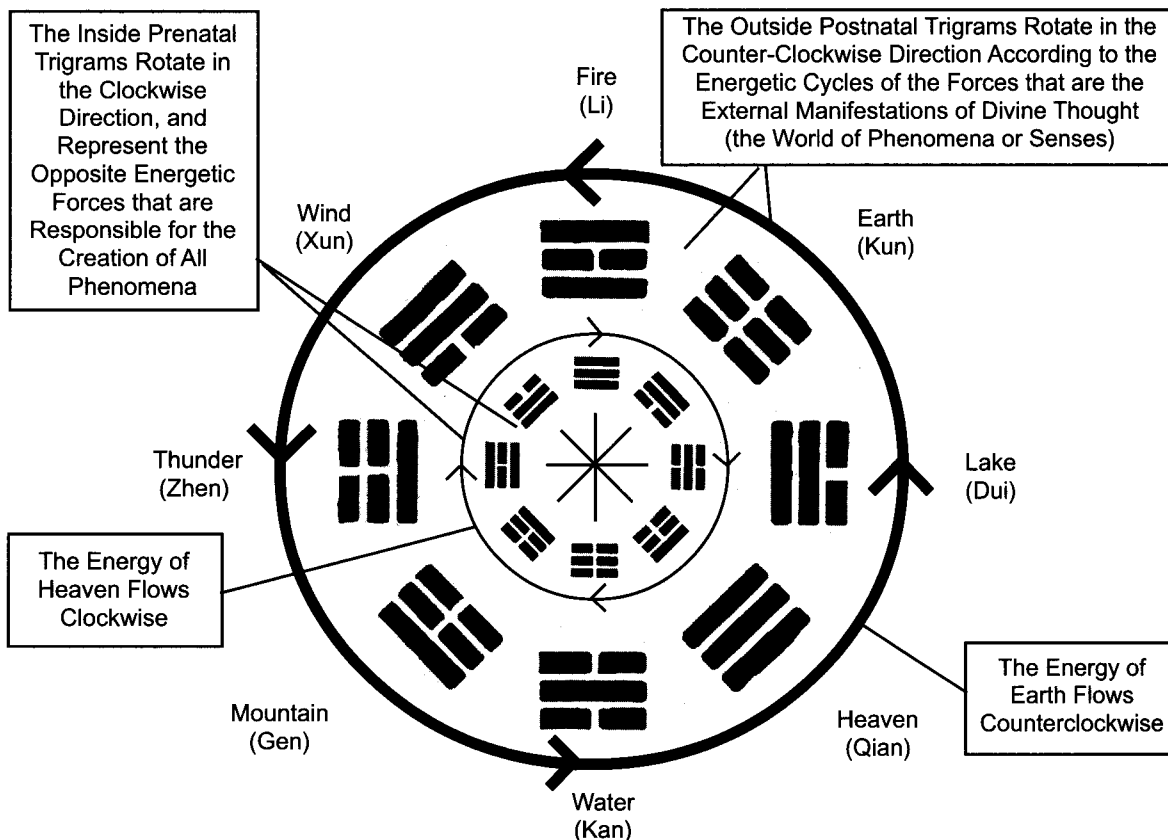 The Inside Prenatal
Trigrams Rotate in
the Clockwise
Direction, and
Represent the
Opposite Energetic
Forces that are
Responsible for the
Creation of All
Phenomena
The Outside Postnatal Trigrams Rotate in the
Counter-Clockwise Direction According to the
Energetic Cycles of the Forces that are the
External Manifestations of Divine Thought
(the World of Phenomena or Senses)
Fire
(Li)
Wind
(Xun)
Earth
(Kun)
Thunder
(Zhen)
Lake
(Dui)
The Energy of
Heaven Flows
Clockwise
The Energy of
Earth Flows
Counterclockwise
Mountain
(Gen)
Heaven
(Qian)
Water
(Kan)